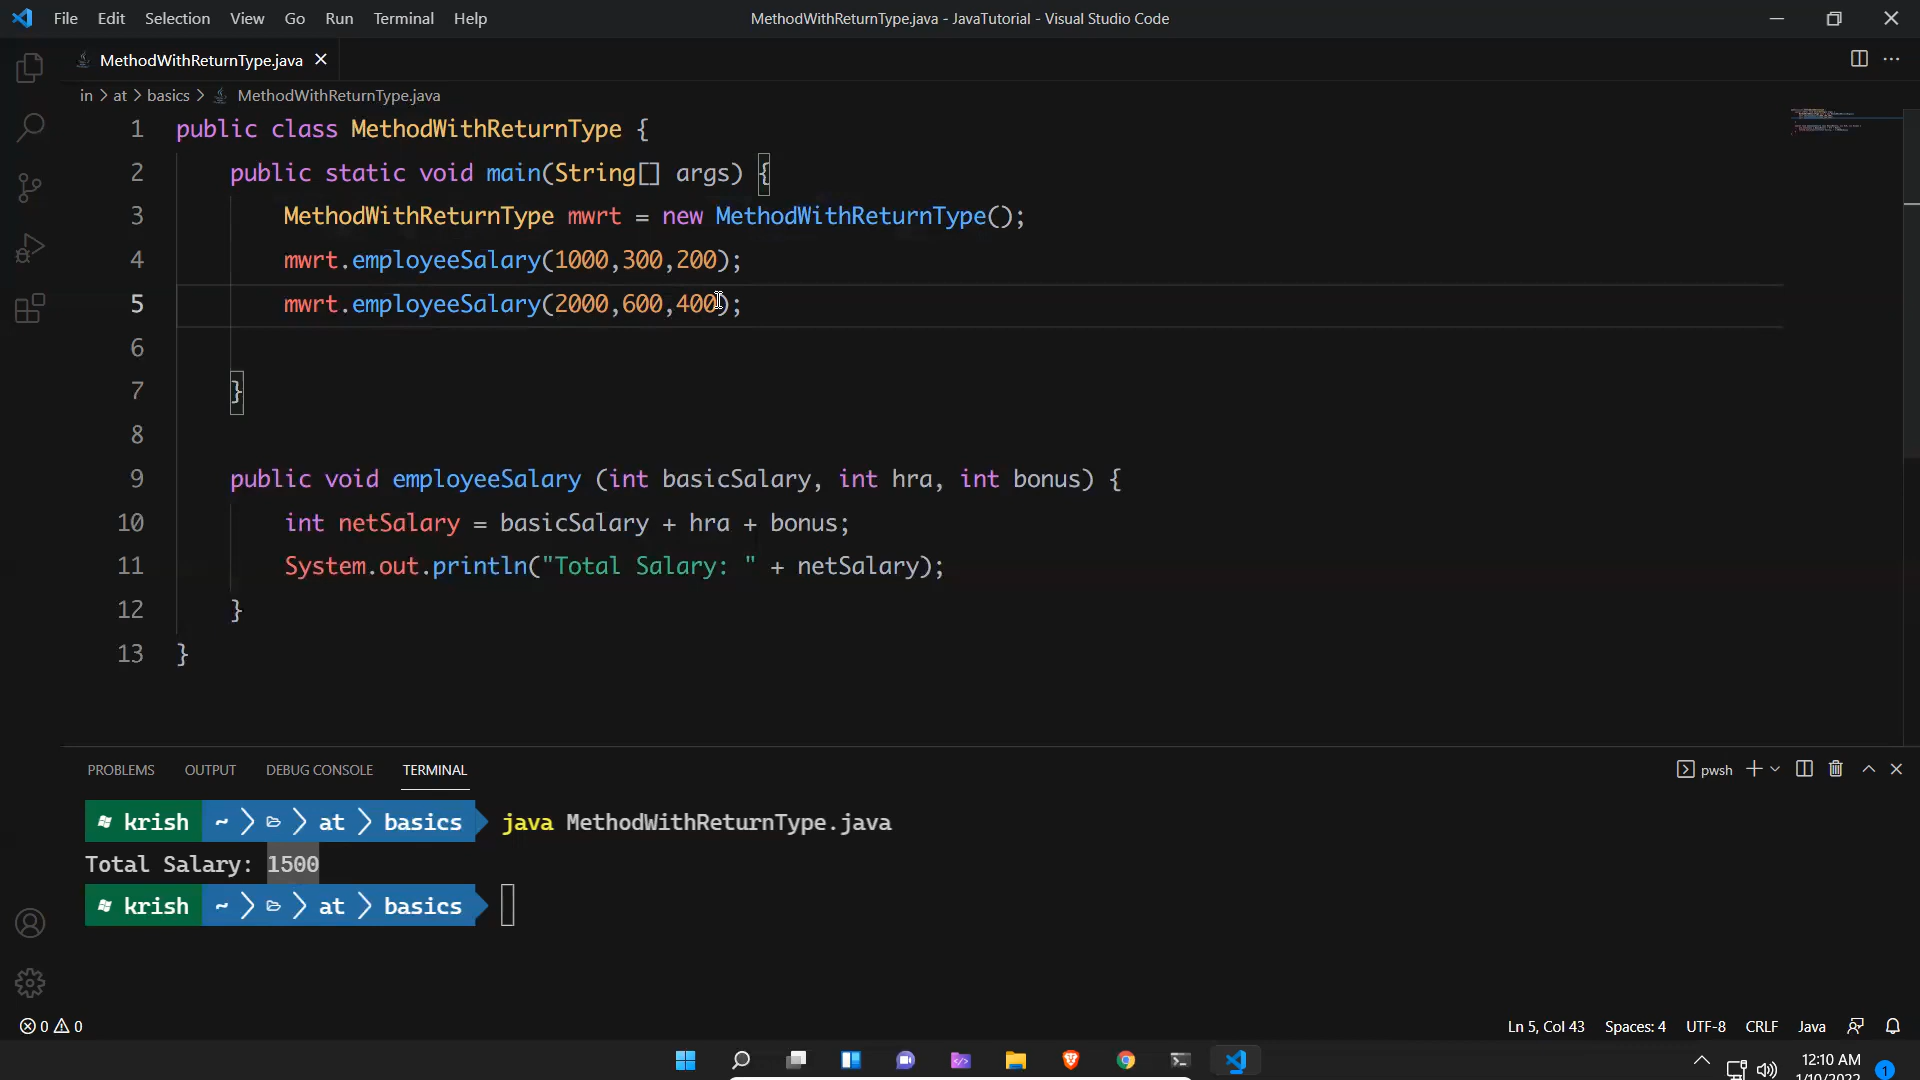 File Edit Selection View Go Run Terminal Help MethodWithReturnType.java - JavaTutorial - Visual Studio Code
MethodWithReturnType.java
in > at > basics > MethodWithReturnType.java
1 public class MethodWithReturnType {
2 public static void main(String[] args) {
3 MethodWithReturnType mwrt = new MethodWithReturnType();
4 mwrt.employeeSalary(1000,300,200);
5 mwrt.employeeSalary(2000,600,400);
6
7 }
8
9 public void employeeSalary (int basicSalary, int hra, int bonus) {
10 int netSalary = basicSalary + hra + bonus;
11 System.out.println("Total Salary: " + netSalary);
12 }
13 }
PROBLEMS OUTPUT DEBUG CONSOLE TERMINAL pwsh
krish ~ at basics java MethodWithReturnType.java
Total Salary: 1500
krish ~ at basics
0 0 Ln 5, Col 43 Spaces: 4 UTF-8 CRLF Java
12:10 AM
1/10/2022 1